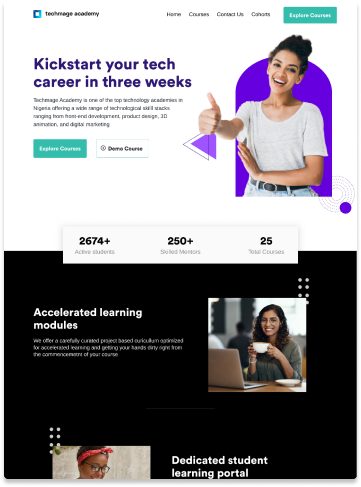 techmage academy
Home Courses Contact Us Cohorts Explore Courses
Kickstart your tech
career in three weeks
Techmage Academy is one of the top technology academies in
Nigeria offering a wide range of technological skill stacks
ranging from front-end development, product design, 3D
animation, and digital marketing
Explore Courses Demo Course
2674+ 250+ 25
Active students Skilled Mentors Total Courses
Accelerated learning
modules
We offer a carefully curated project based curicullum optimized
for accelerated learning and getting your hands dirty right from
the commencemetnt of your course
Dedicated student
learning portal